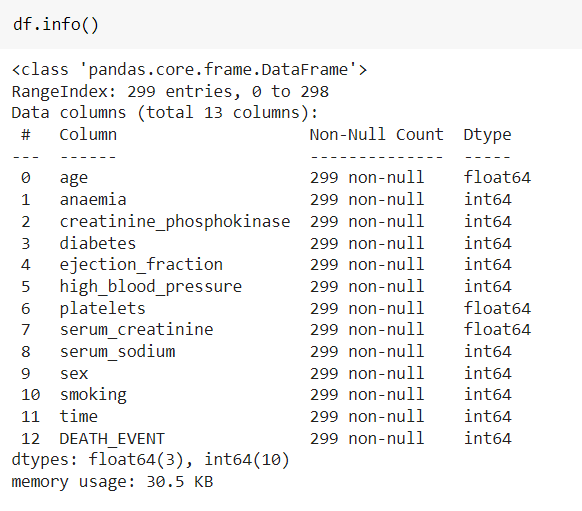 df.info()
<class 'pandas.core.frame.DataFrame'>
RangeIndex: 299 entries, 0 to 298
Data columns (total 13 columns):
 #   Column                    Non-Null Count  Dtype
---  ------                    --------------  -----
 0   age                       299 non-null    float64
 1   anaemia                   299 non-null    int64
 2   creatinine_phosphokinase  299 non-null    int64
 3   diabetes                  299 non-null    int64
 4   ejection_fraction         299 non-null    int64
 5   high_blood_pressure       299 non-null    int64
 6   platelets                 299 non-null    float64
 7   serum_creatinine          299 non-null    float64
 8   serum_sodium              299 non-null    int64
 9   sex                       299 non-null    int64
 10  smoking                   299 non-null    int64
 11  time                      299 non-null    int64
 12  DEATH_EVENT               299 non-null    int64
dtypes: float64(3), int64(10)
memory usage: 30.5 KB